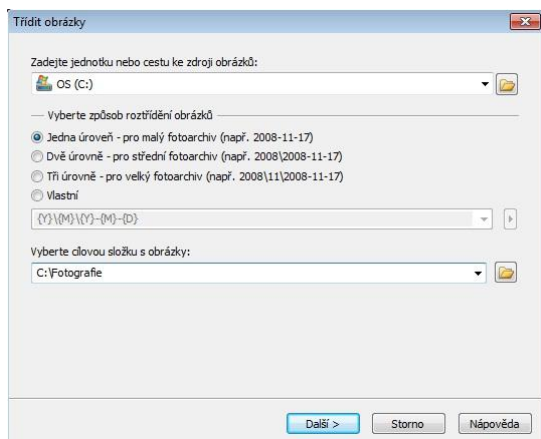 Třídit obrázky
Zadejte jednotku nebo cestu ke zdroji obrázků:
OS (C:)
Vyberte způsob roztřídění obrázků
Jedna úroveň - pro malý fotoarchiv (např. 2008-11-17)
Dvě úrovně - pro střední fotoarchiv (např. 2008\2008-11-17)
Tři úrovně - pro velký fotoarchiv (např. 2008\11\2008-11-17)
Vlastní
{Y}\{M}\{Y}-{M}-{D}
Vyberte cílovou složku s obrázky:
C:\Fotografie
Další > Storno Nápověda